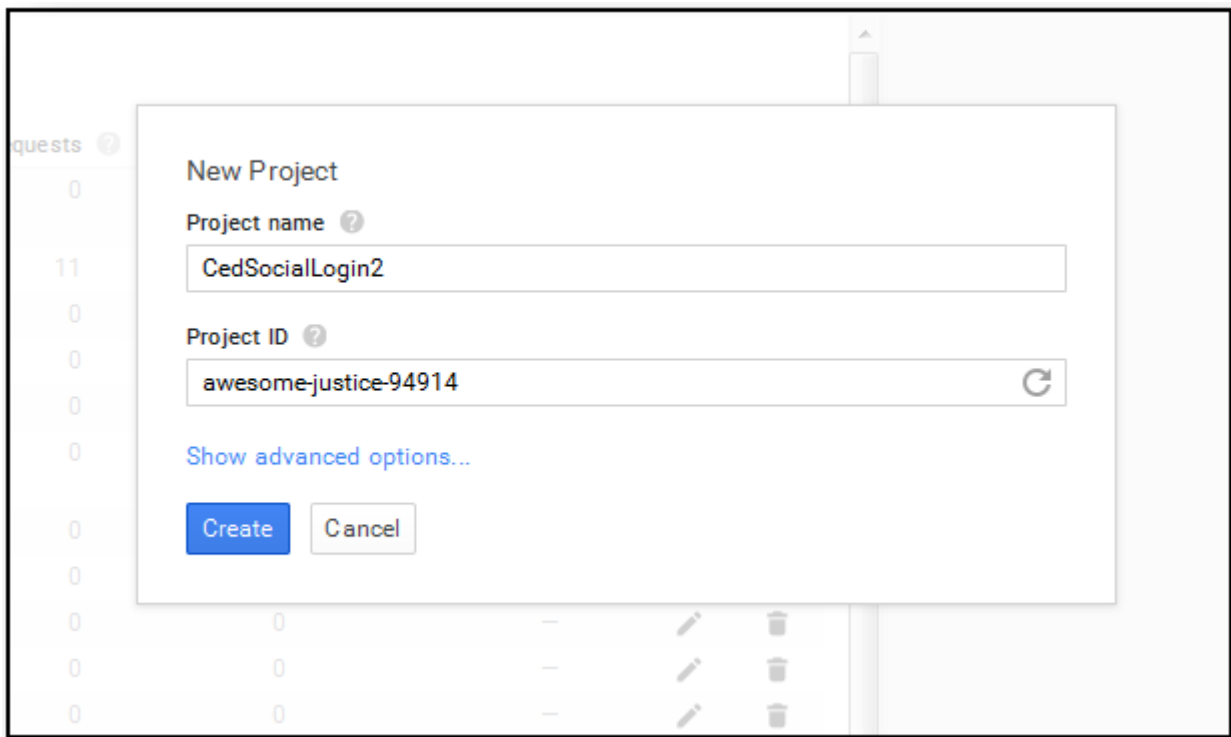 quests
0
11
0
0
0
0
0
0
New Project
Project name
CedSocialLogin2
Project ID
awesome-justice-94914
Show advanced options...
Create Cancel
0 0 –
0 0 –
0 0 –